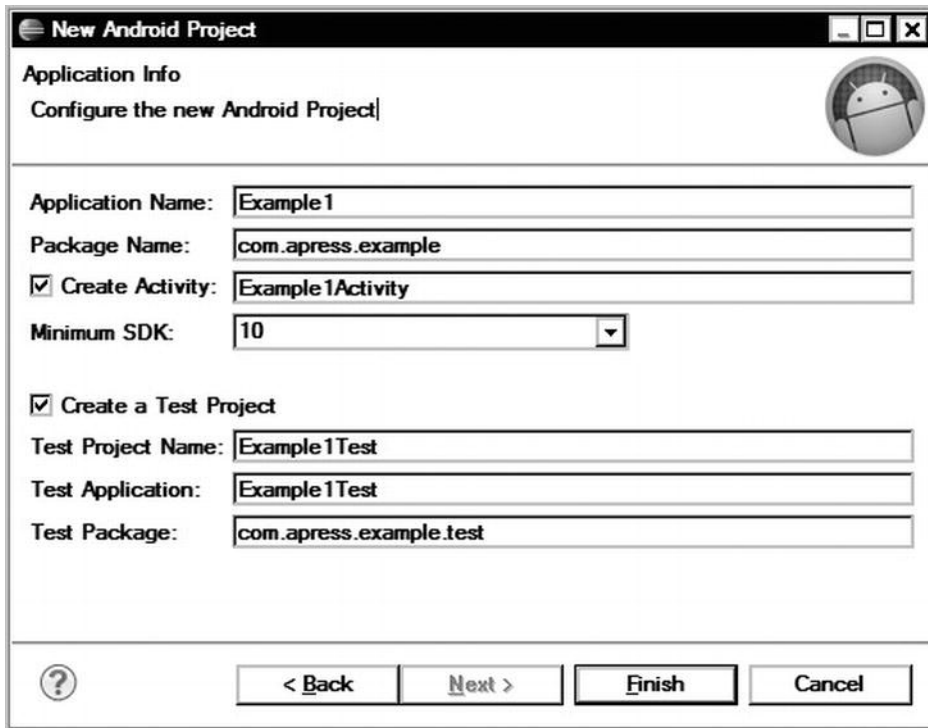 New Android Project
Application Info
Configure the new Android Project
Application Name: Example1
Package Name: com.apress.example
Create Activity: Example1Activity
Minimum SDK: 10
Create a Test Project
Test Project Name: Example1Test
Test Application: Example1Test
Test Package: com.apress.example.test
? < Back Next > Finish Cancel